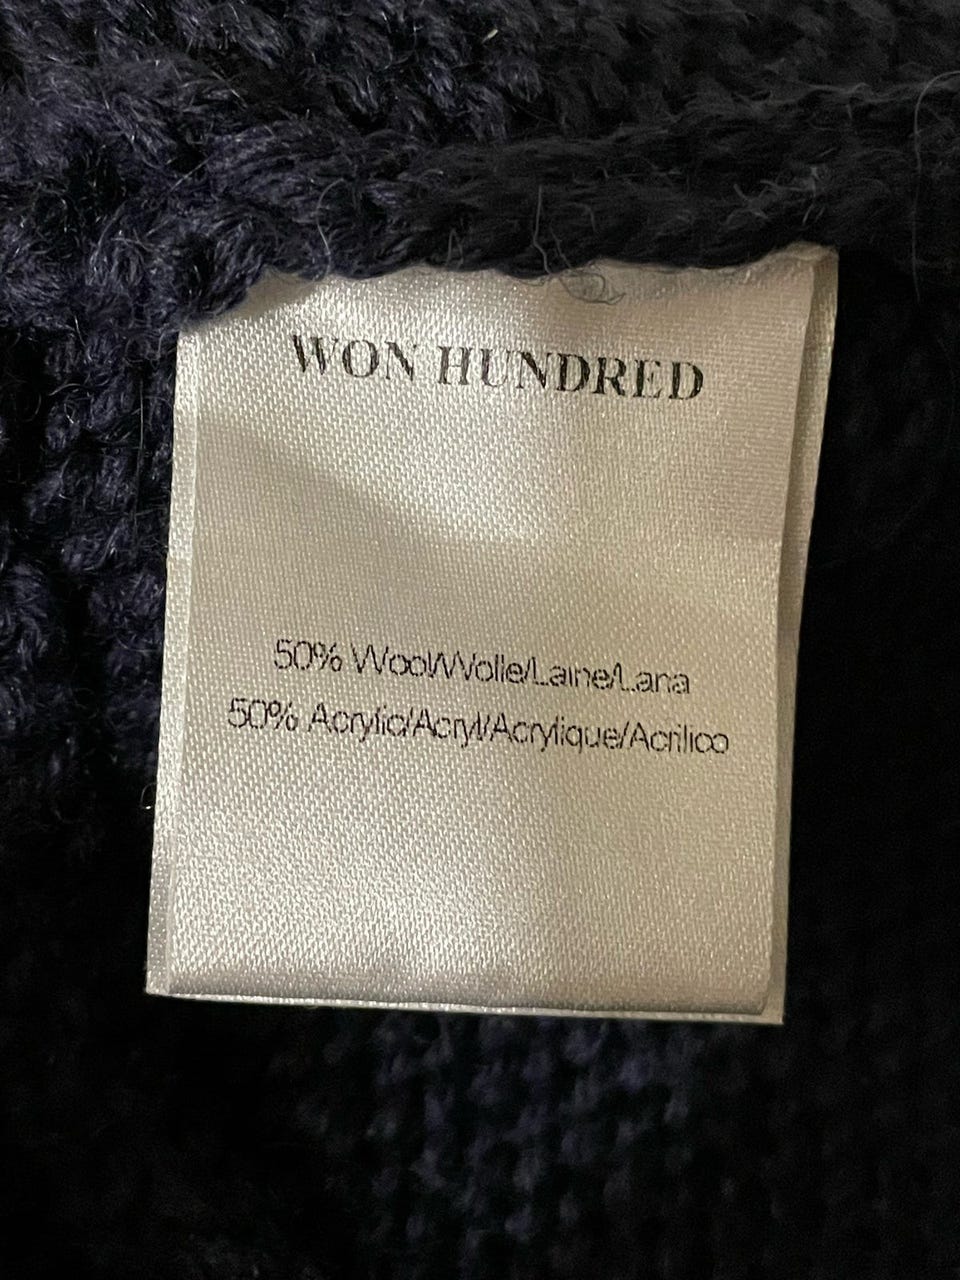 WON HUNDRED
50% Wool/Wolle/Laine/Lana
50% Acrylic/Acryl/Acrylique/Acrilico